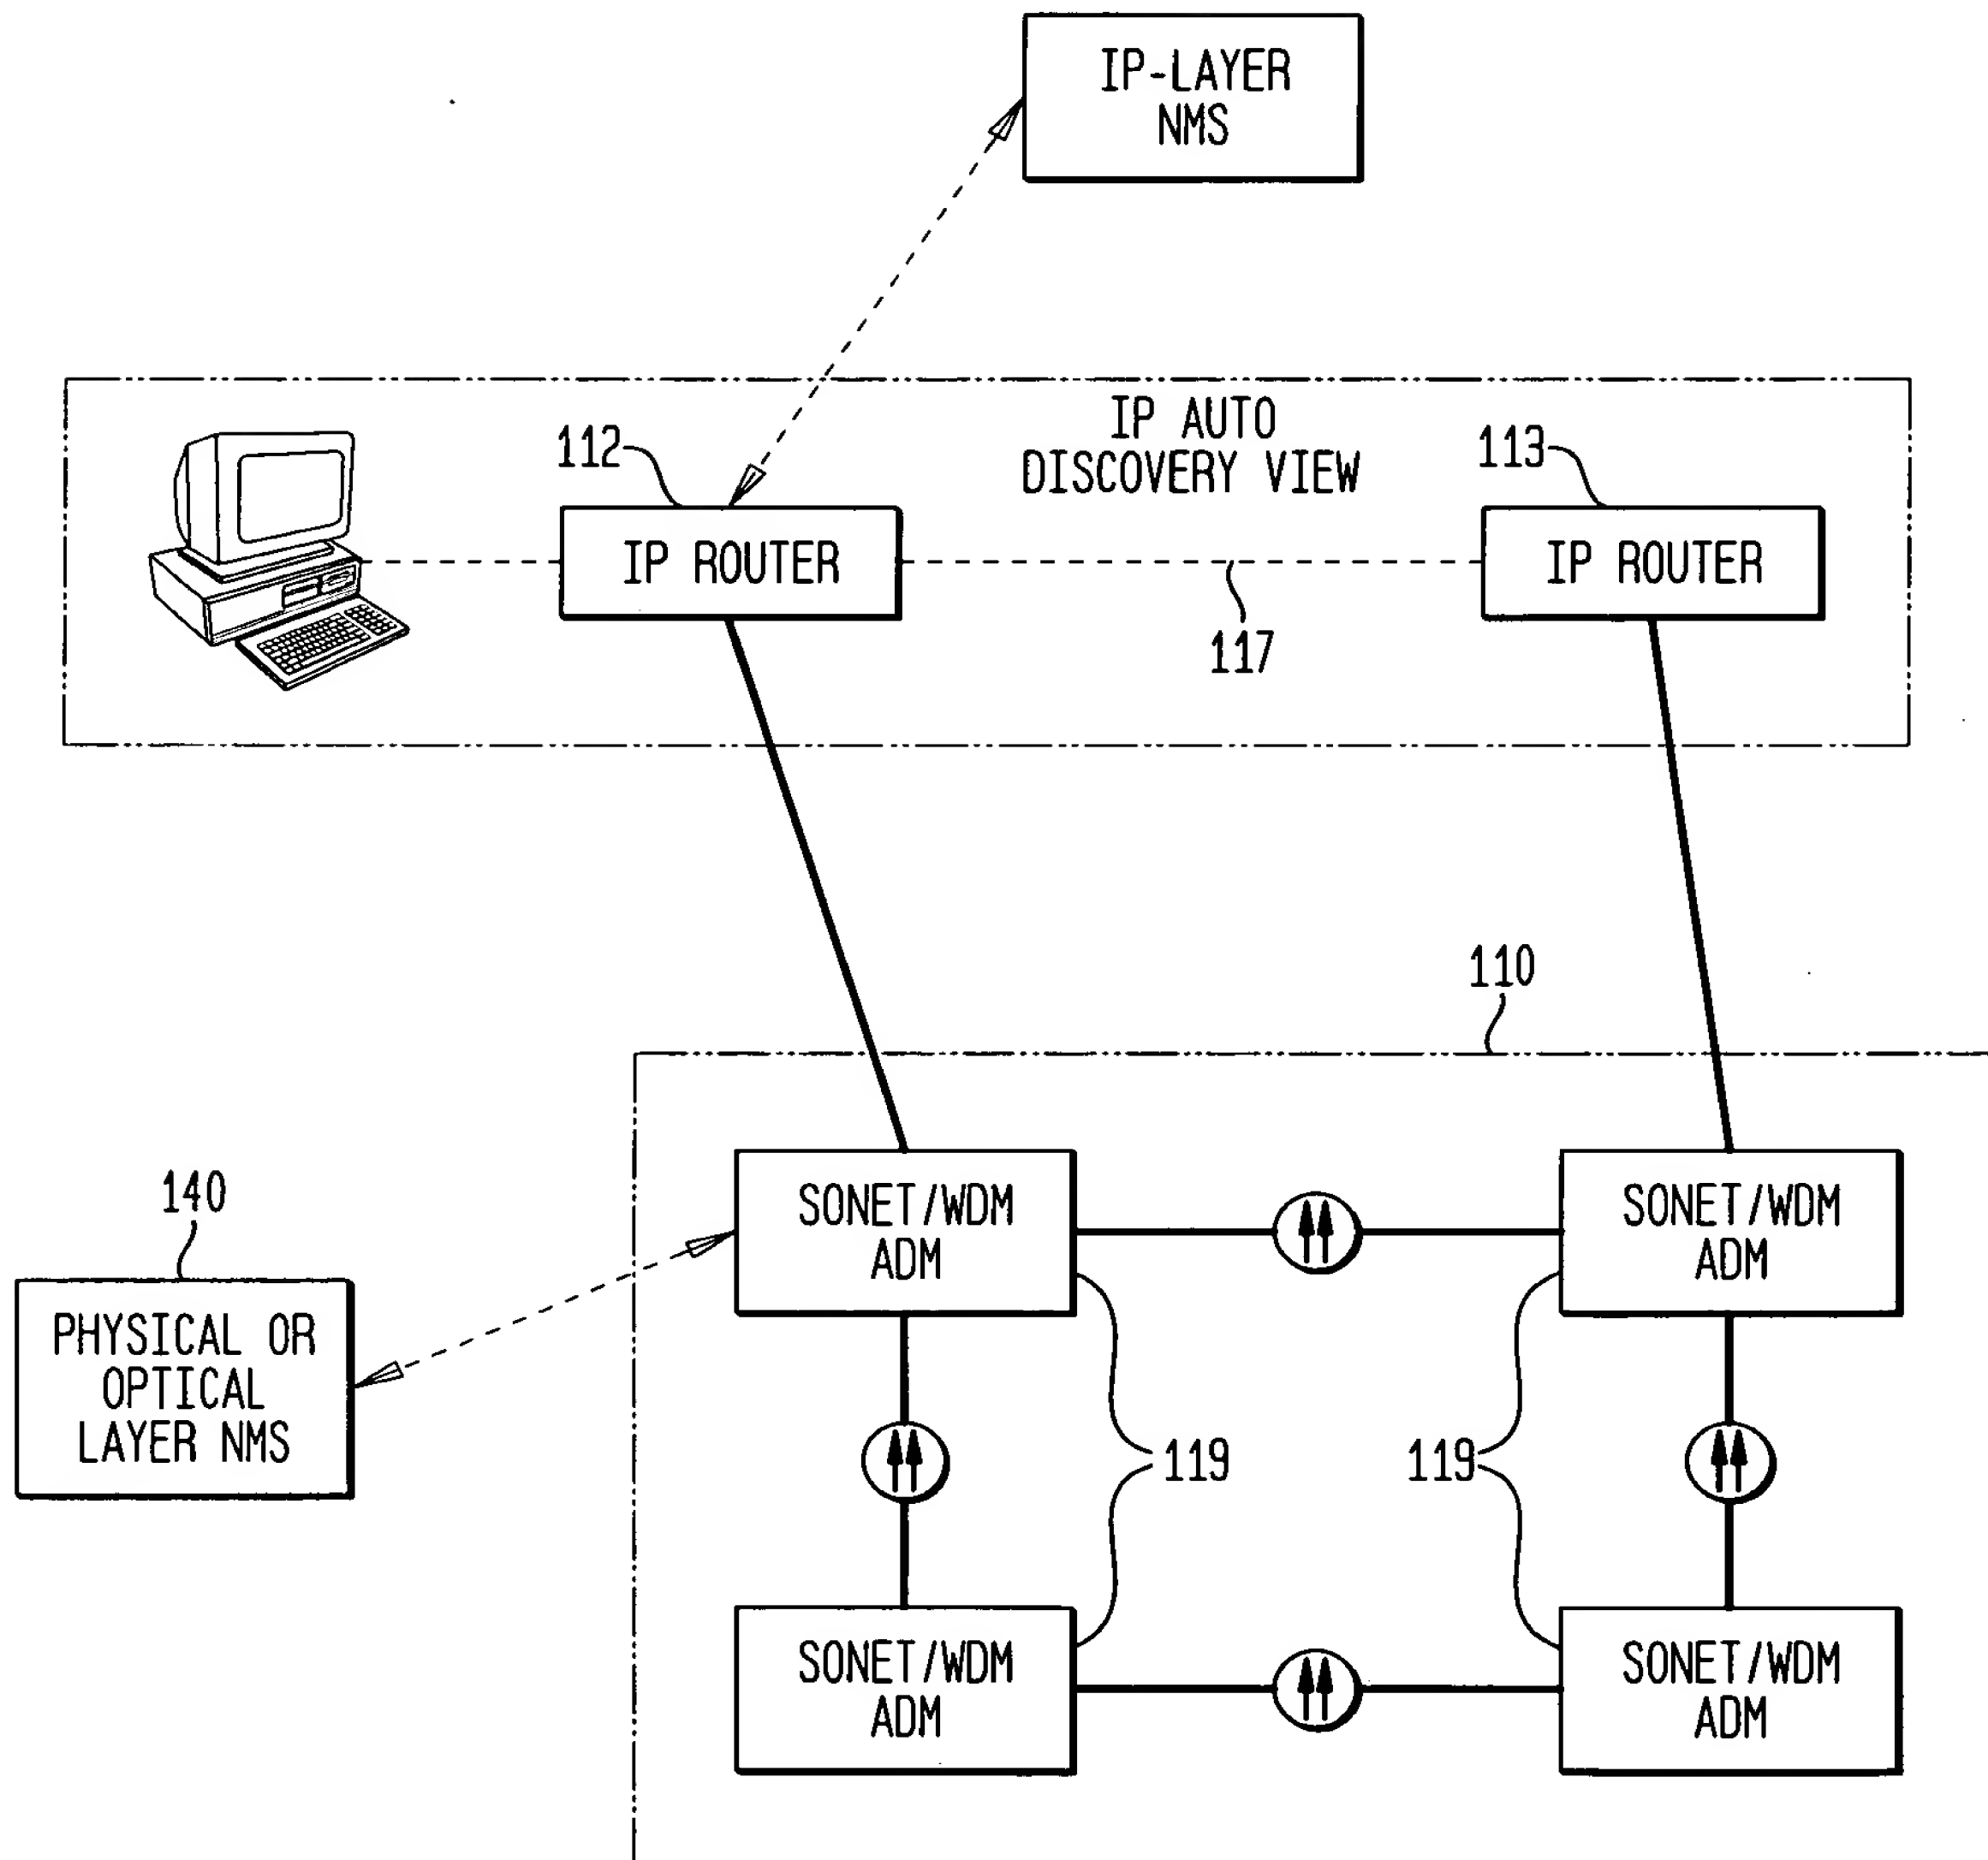 IP-LAYER
NMS
IP AUTO
DISCOVERY VIEW
112
113
IP ROUTER
IP ROUTER
117
110
140
SONET/WDM
ADM
SONET/WDM
ADM
PHYSICAL OR
OPTICAL
LAYER NMS
119
119
SONET/WDM
ADM
SONET/WDM
ADM